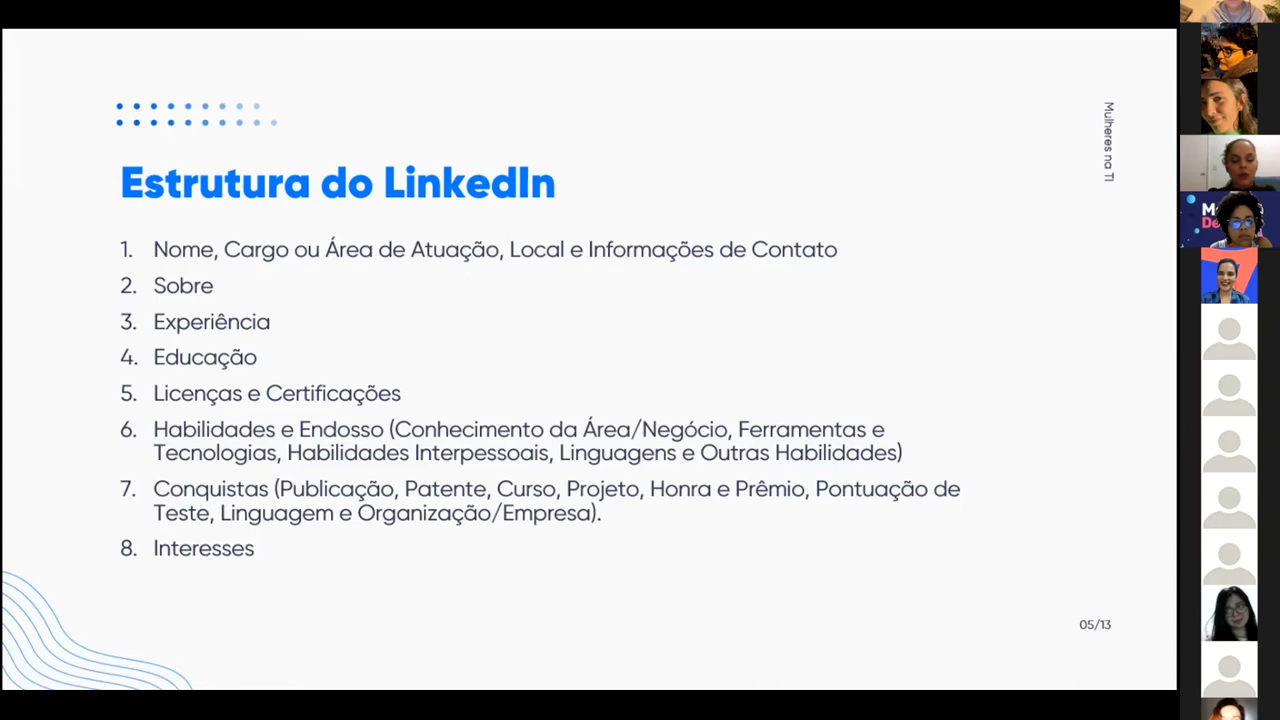 Mulheres na TI
Estrutura do LinkedIn
1. Nome, Cargo ou Área de Atuação, Local e Informações de Contato
2. Sobre
3. Experiência
4. Educação
5. Licenças e Certificações
6. Habilidades e Endosso (Conhecimento da Área/Negócio, Ferramentas e
Tecnologias, Habilidades Interpessoais, Linguagens e Outras Habilidades)
7. Conquistas (Publicação, Patente, Curso, Projeto, Honra e Prêmio, Pontuação de
Teste, Linguagem e Organização/Empresa).
8. Interesses
05/13